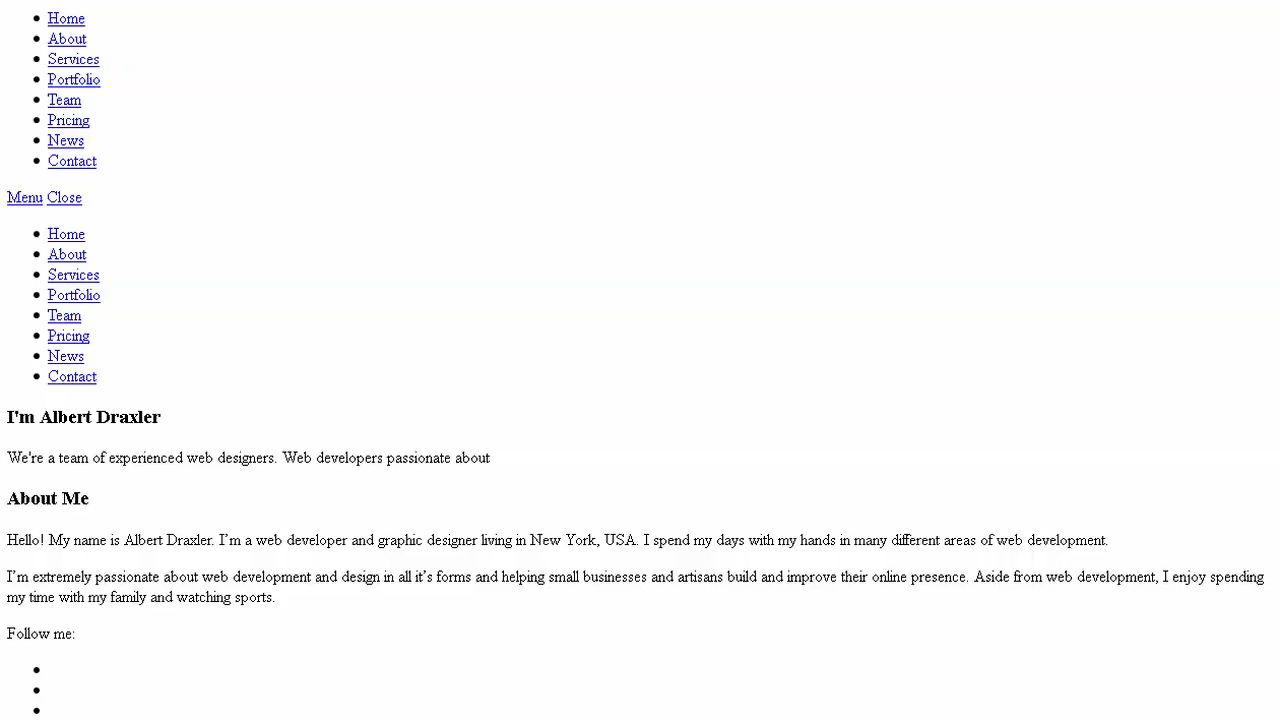 Home
About
Services
Portfolio
Team
Pricing
News
Contact
Menu Close
Home
About
Services
Portfolio
Team
Pricing
News
Contact
I'm Albert Draxler
We're a team of experienced web designers. Web developers passionate about
About Me
Hello! My name is Albert Draxler. I’m a web developer and graphic designer living in New York, USA. I spend my days with my hands in many different areas of web development.
I’m extremely passionate about web development and design in all it’s forms and helping small businesses and artisans build and improve their online presence. Aside from web development, I enjoy spending
my time with my family and watching sports.
Follow me: